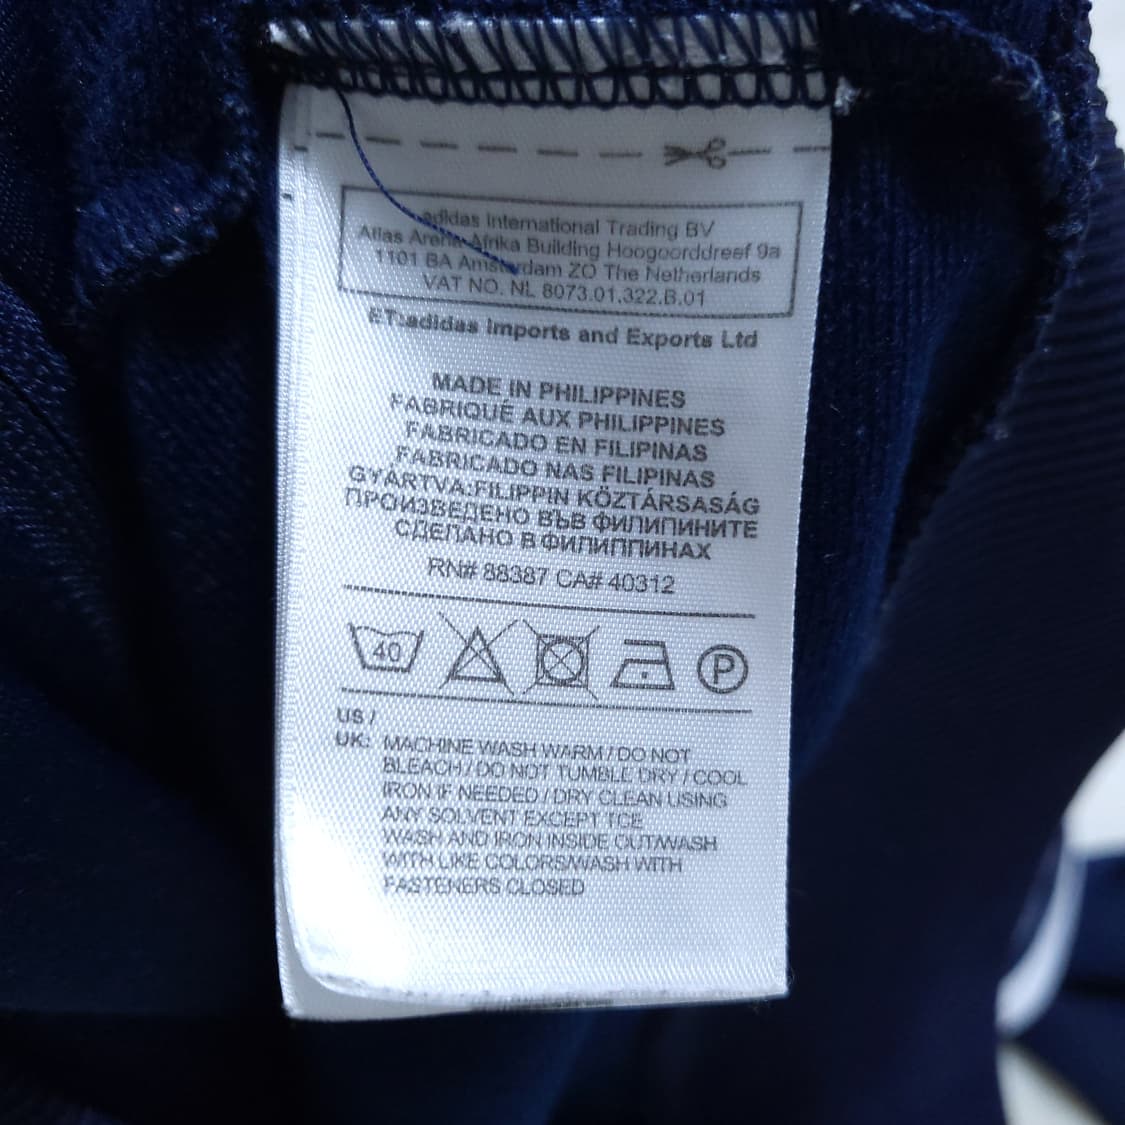 adidas International Trading BV
Atlas Arena Afrika Building Hoogoorddreef 9a
1101 BA Amsterdam ZO The Netherlands
VAT NO. NL 8073.01.322.B.01
ET:adidas Imports and Exports Ltd
MADE IN PHILIPPINES
FABRIQUÉ AUX PHILIPPINES
FABRICADO EN FILIPINAS
FABRICADO NAS FILIPINAS
GYÁRTVA:FILIPPIN KÖZTÁRSASÁG
ПРОИЗВЕДЕНО ВЪВ ФИЛИПИНИТЕ
СДЕЛАНО В ФИЛИППИНАХ
RN# 88387 CA# 40312
40 P
US /
UK: MACHINE WASH WARM / DO NOT
BLEACH / DO NOT TUMBLE DRY / COOL
IRON IF NEEDED / DRY CLEAN USING
ANY SOLVENT EXCEPT TCE
WASH AND IRON INSIDE OUT/WASH
WITH LIKE COLORS/WASH WITH
FASTENERS CLOSED